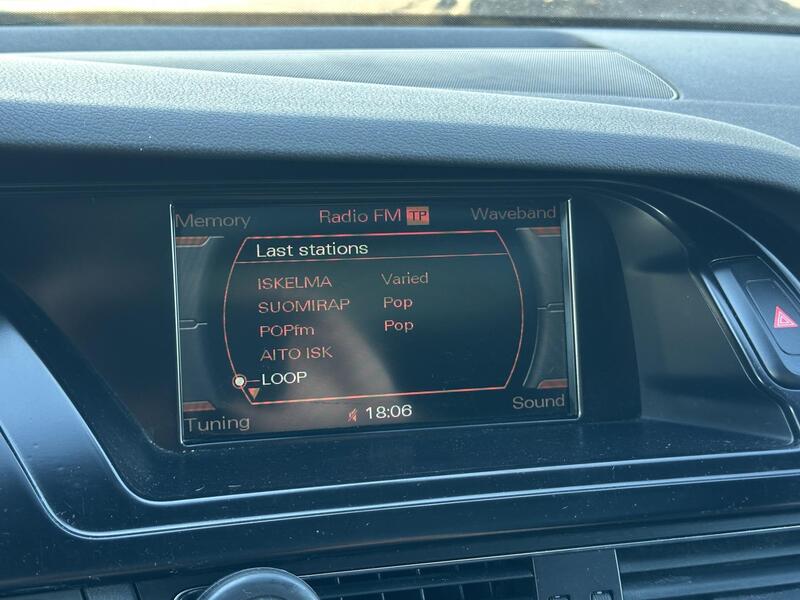 Memory Radio FM TP Waveband
Last stations
ISKELMA Varied
SUOMIRAP Pop
POPfm Pop
AITO ISK
LOOP
Tuning 18:06 Sound